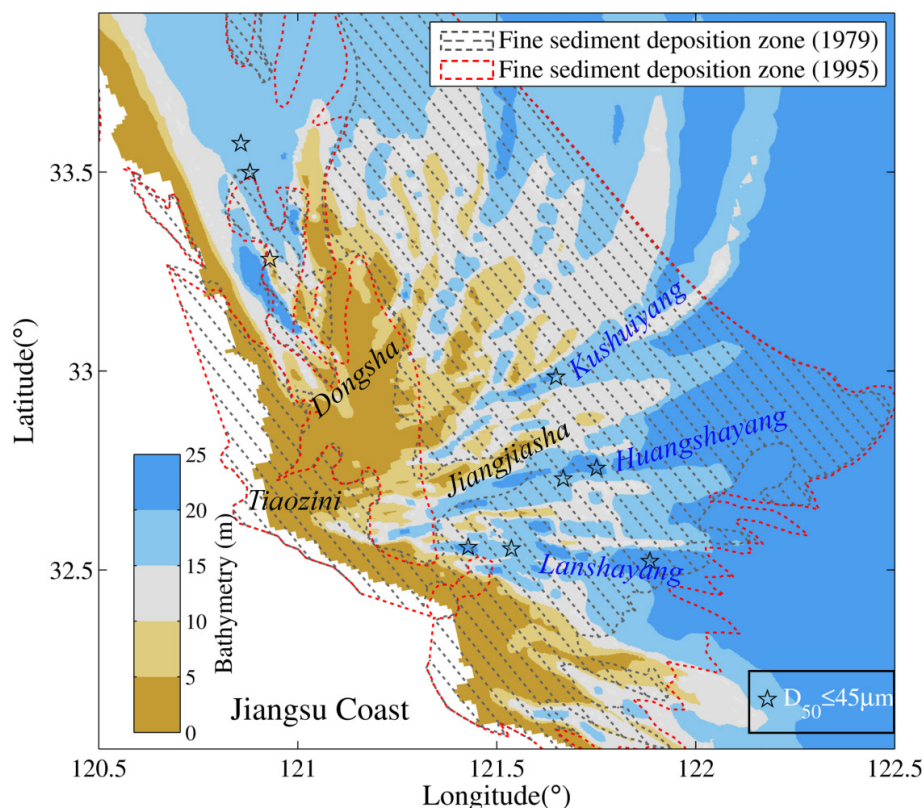 Fine sediment deposition zone (1979)
Fine sediment deposition zone (1995)
33.5
33
32.5
Latitude(°)
Kushuiyang
Dongsha
Huangshayang
Jiangjiasha
Tiaozini
Lanshayang
25
20
15
10
5
0
Bathymetry (m)
Jiangsu Coast
D50≤45µm
120.5
121
121.5
122
122.5
Longitude(°)